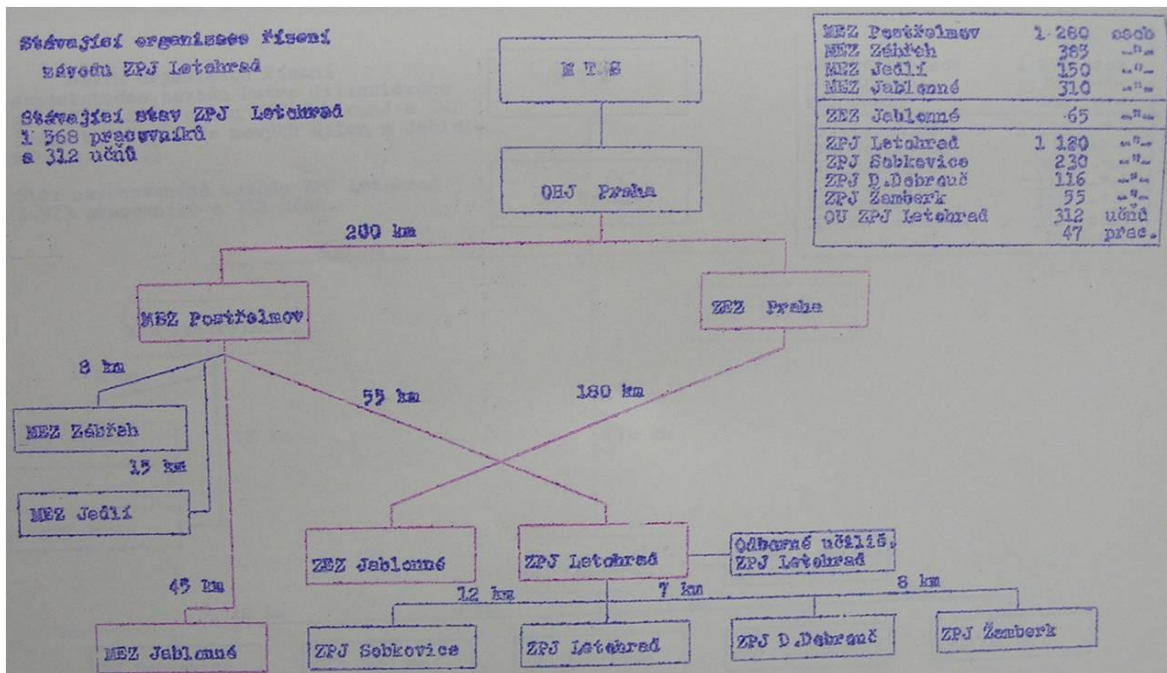 Stávající organisace řízení
závodu ZPJ Letohrad
Stávající stav ZPJ Letohrad
1 568 pracovníků
a 312 učňů
MEZ Postřelmov 1 280 osob
MEZ Zábřeh 385 -"-
MEZ Jedlí 150 -"-
MEZ Jablonné 310 -"-
ZEZ Jablonné 65 -"-
ZPJ Letohrad 1 180 -"-
ZPJ Sobkovice 230 -"-
ZPJ D.Dobrouč 116 -"-
ZPJ Žamberk 55 -"-
OU ZPJ Letohrad 312 učňů
47 prac.
M T S
OHJ Praha
200 km
MEZ Postřelmov
ZEZ Praha
8 km
55 km
180 km
MEZ Zábřeh
15 km
MEZ Jedlí
ZEZ Jablonné
ZPJ Letohrad
Odborné učiliš.
ZPJ Letohrad
45 km
12 km
7 km
8 km
MEZ Jablonné
ZPJ Sobkovice
ZPJ Letohrad
ZPJ D.Dobrouč
ZPJ Žamberk